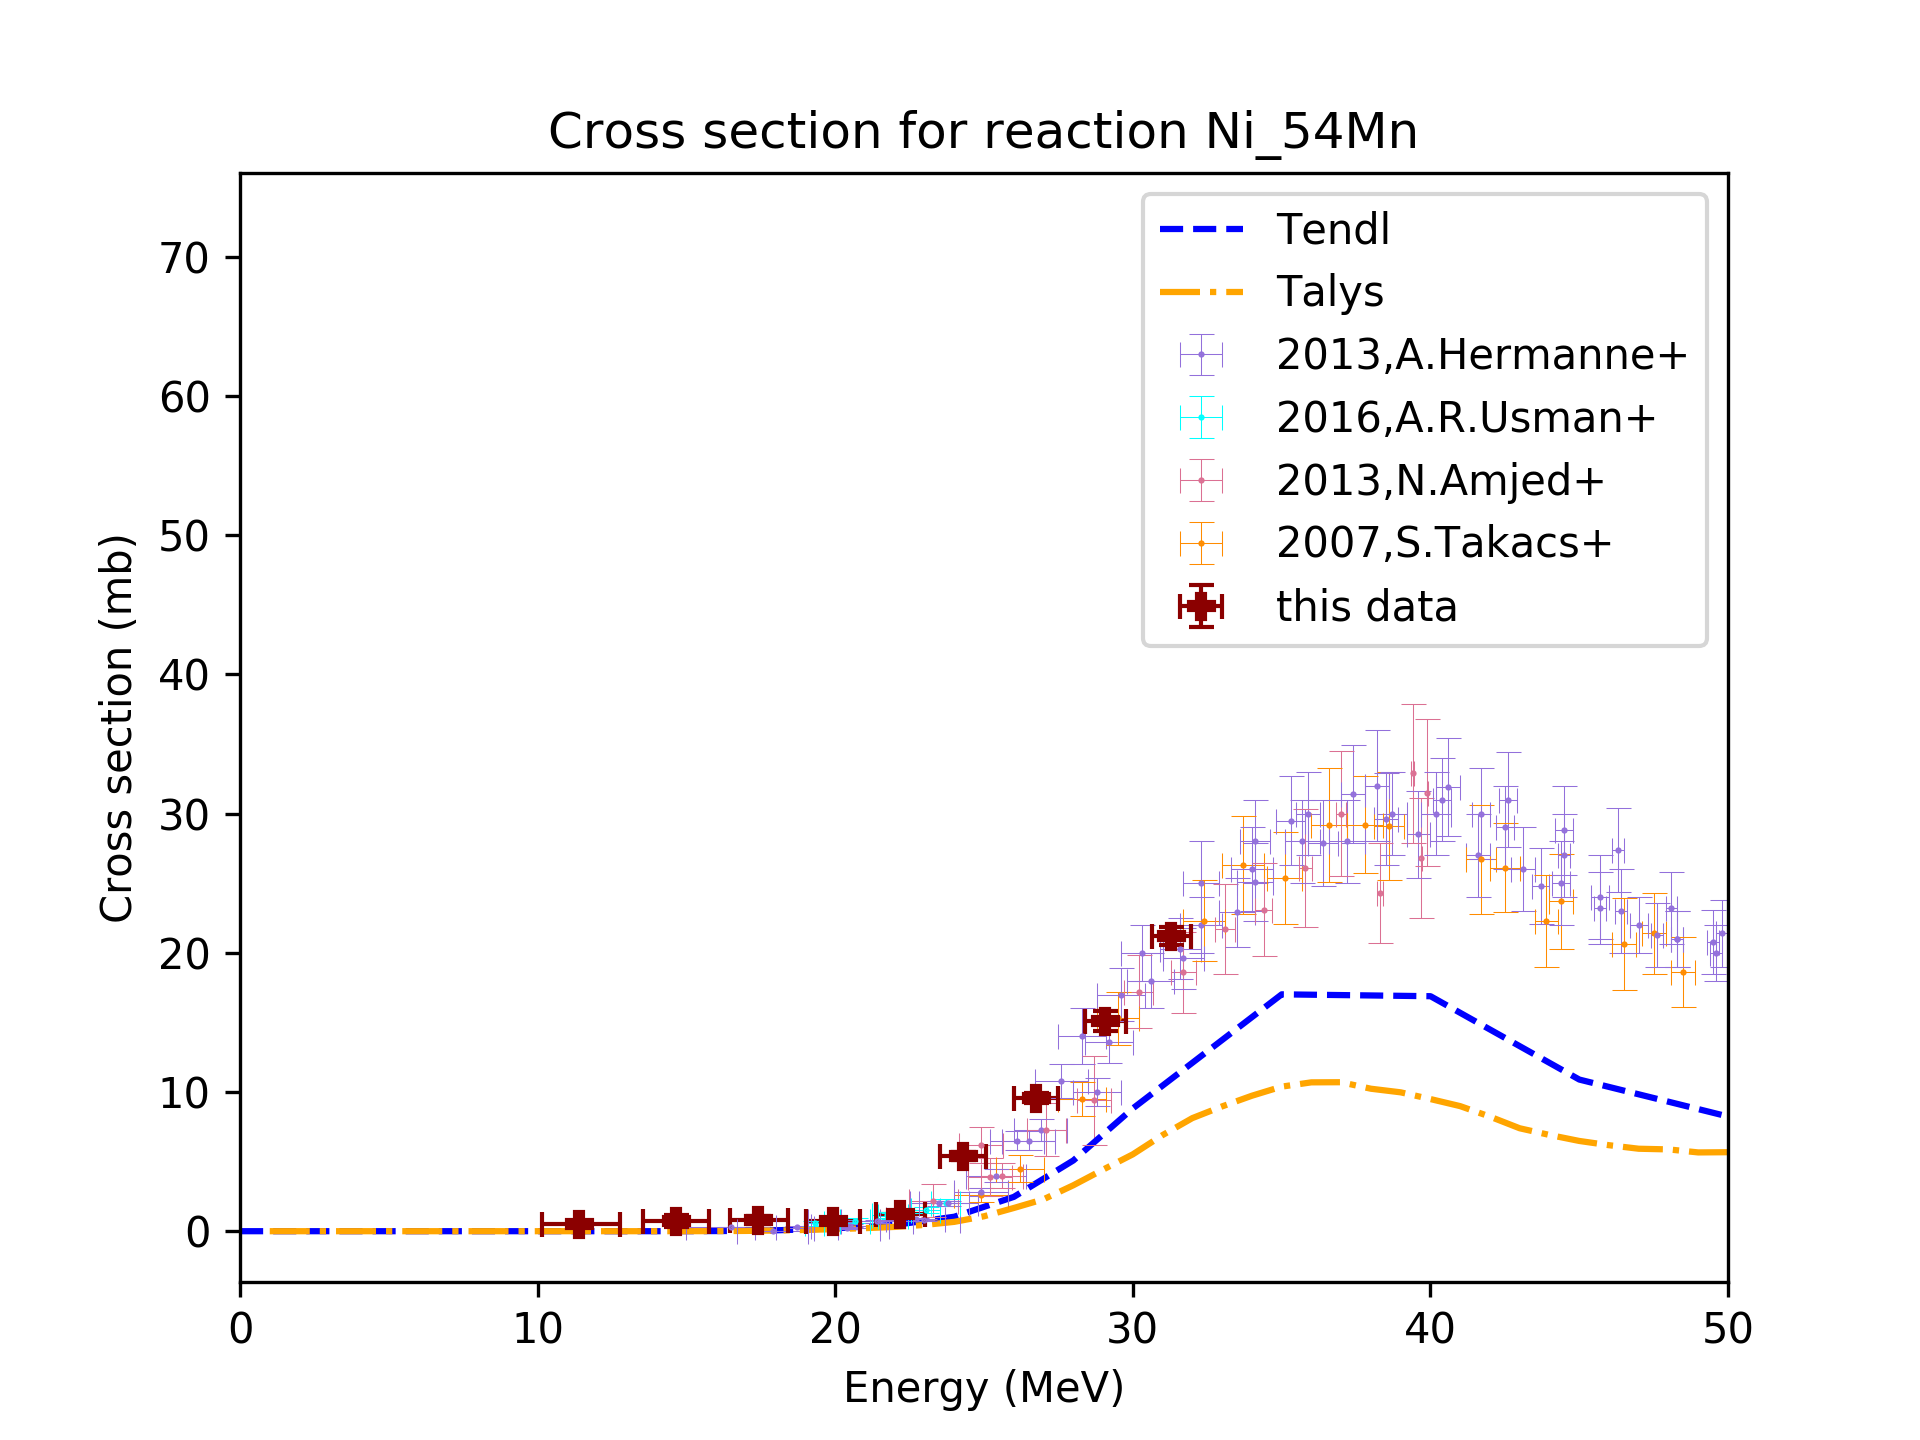 Cross section for reaction Ni_54Mn
Tendl
Talys
2013,A.Hermanne+
2016,A.R.Usman+
2013,N.Amjed+
2007,S.Takacs+
this data
Cross section (mb)
70
60
50
40
30
20
10
0
0 10 20 30 40 50
Energy (MeV)